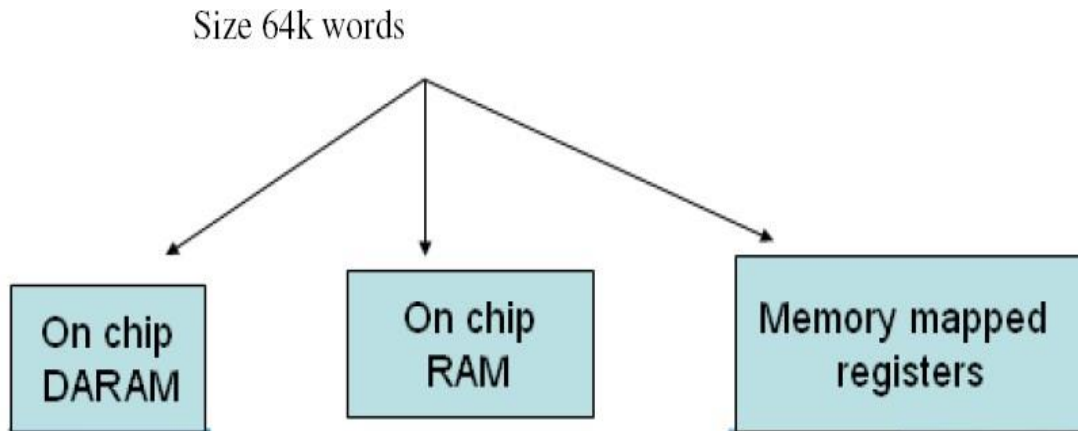 Size 64k words
On chip
DARAM
On chip
RAM
Memory mapped
registers